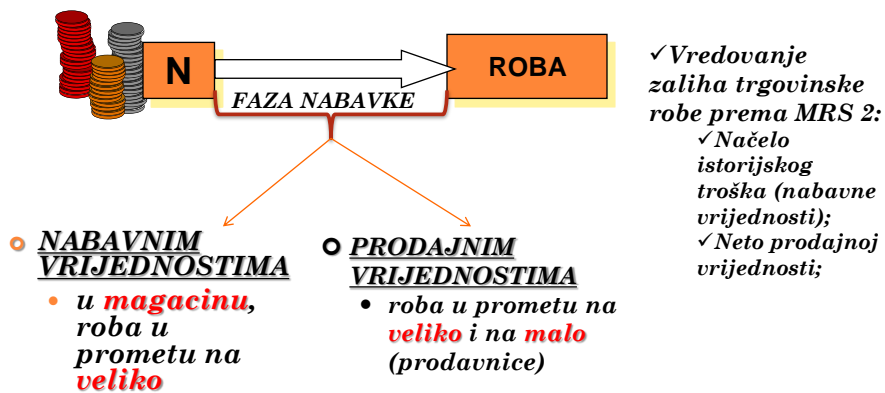 N
ROBA
FAZA NABAVKE
✓Vredovanje
zaliha trgovinske
robe prema MRS 2:
✓Načelo
istorijskog
troška (nabavne
vrijednosti);
✓Neto prodajnoj
vrijednosti;
NABAVNIM
VRIJEDNOSTIMA
• u magacinu,
roba u
prometu na
veliko
PRODAJNIM
VRIJEDNOSTIMA
• roba u prometu na
veliko i na malo
(prodavnice)